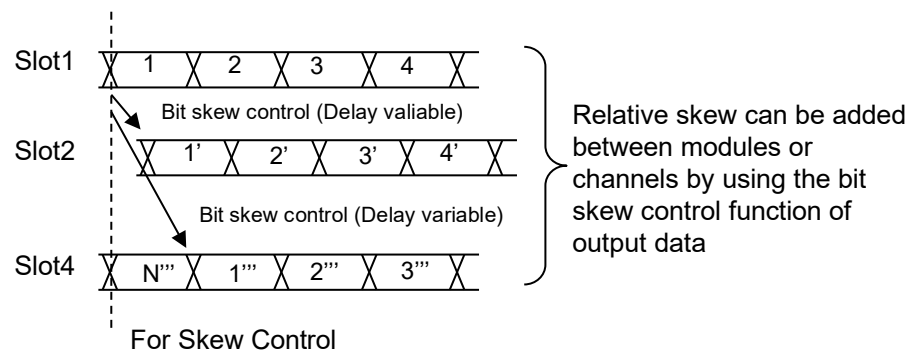 Slot1
1 2 3 4
Bit skew control (Delay valiable)
Slot2
1' 2' 3' 4'
Bit skew control (Delay variable)
Slot4
N''' 1''' 2''' 3'''
For Skew Control
Relative skew can be added
between modules or
channels by using the bit
skew control function of
output data